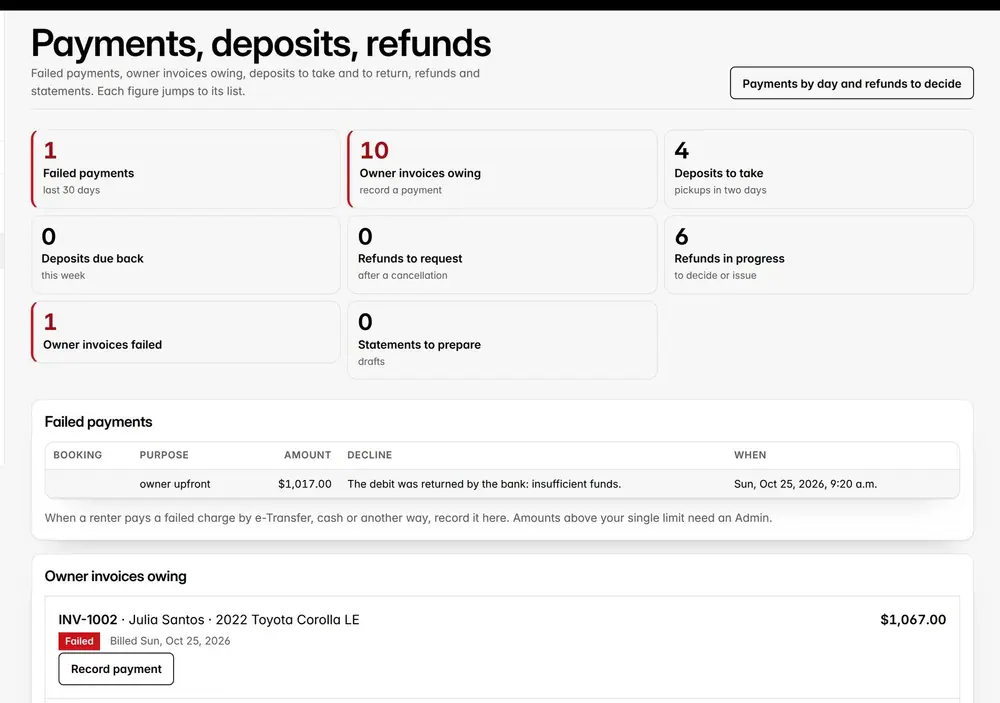 Payments, deposits, refunds
Failed payments, owner invoices owing, deposits to take and to return, refunds and
statements. Each figure jumps to its list.
Payments by day and refunds to decide
1
Failed payments
last 30 days
10
Owner invoices owing
record a payment
4
Deposits to take
pickups in two days
0
Deposits due back
this week
0
Refunds to request
after a cancellation
6
Refunds in progress
to decide or issue
1
Owner invoices failed
0
Statements to prepare
drafts
Failed payments
BOOKING PURPOSE AMOUNT DECLINE WHEN
owner upfront $1,017.00 The debit was returned by the bank: insufficient funds. Sun, Oct 25, 2026, 9:20 a.m.
When a renter pays a failed charge by e-Transfer, cash or another way, record it here. Amounts above your single limit need an Admin.
Owner invoices owing
INV-1002 · Julia Santos · 2022 Toyota Corolla LE $1,067.00
Failed Billed Sun, Oct 25, 2026
Record payment